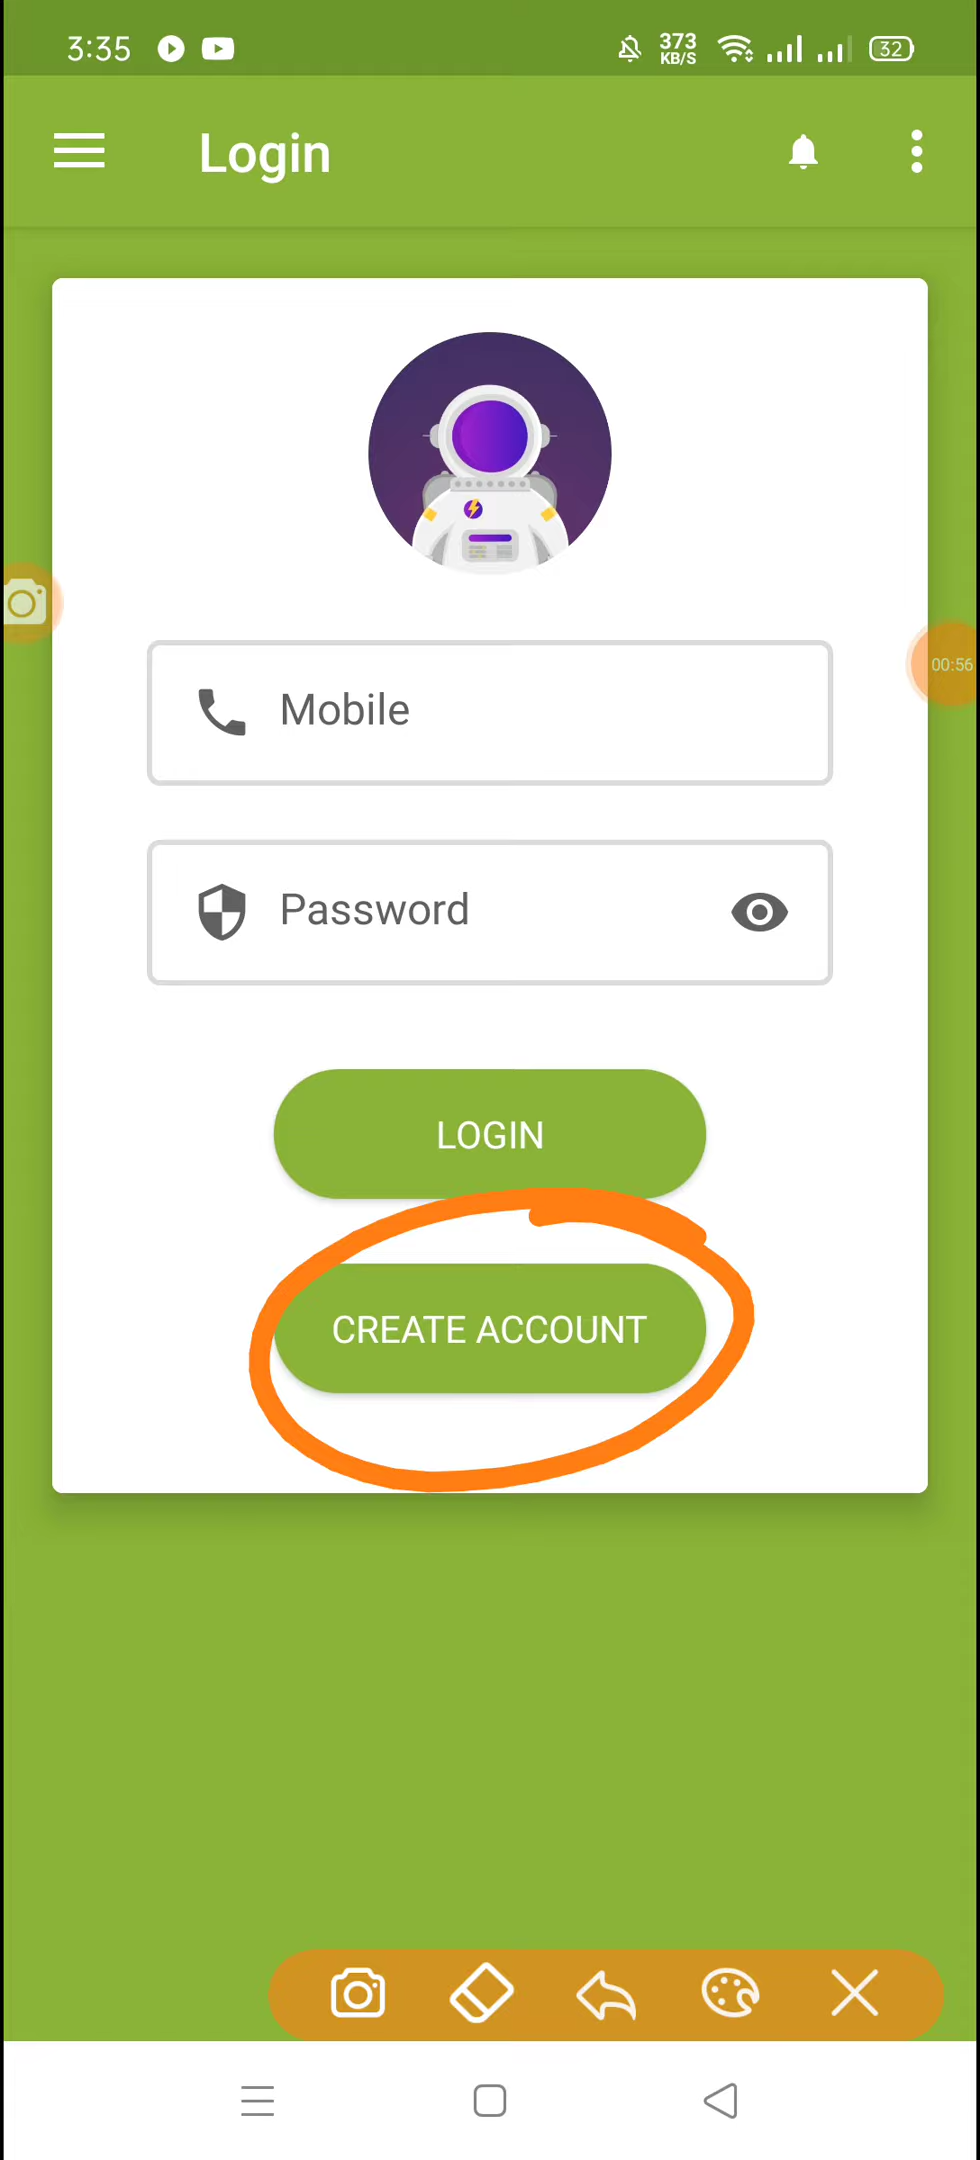 3:35 373 KB/S 32
Login
00:56
Mobile
Password
LOGIN
CREATE ACCOUNT